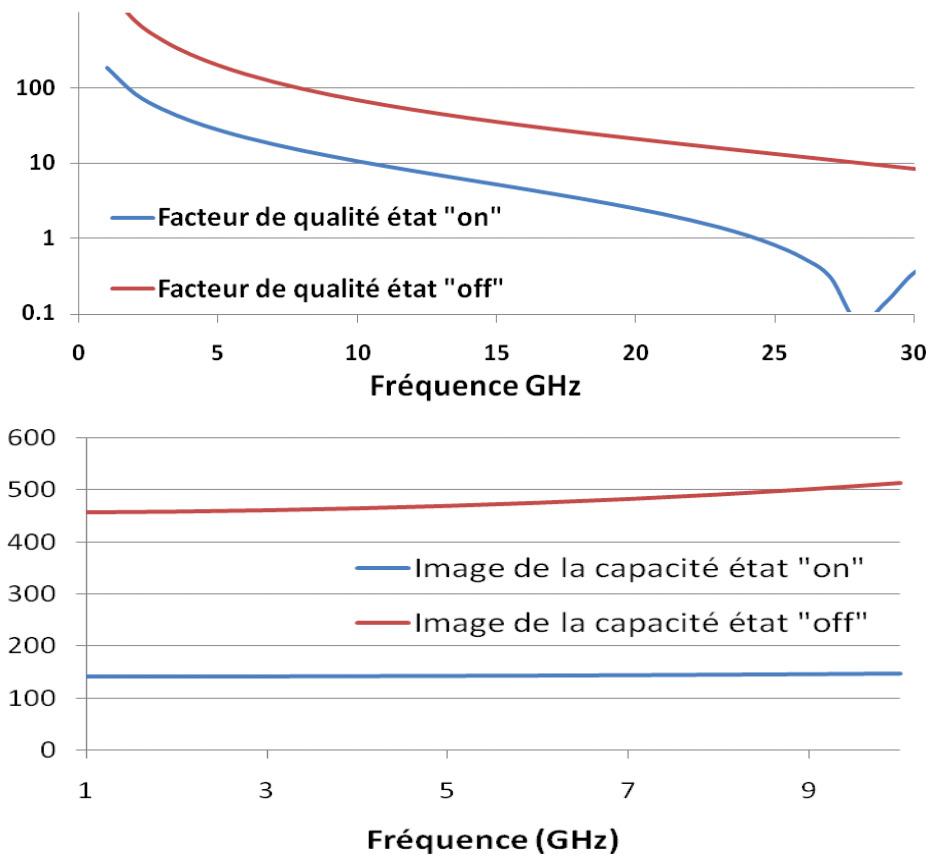 100
10
Facteur de qualité état "on"
1
Facteur de qualité état "off"
0.1
0 5 10 15 20 25 30
Fréquence GHz
600
500
400
Image de la capacité état "on"
300
Image de la capacité état "off"
200
100
0
1 3 5 7 9
Fréquence (GHz)